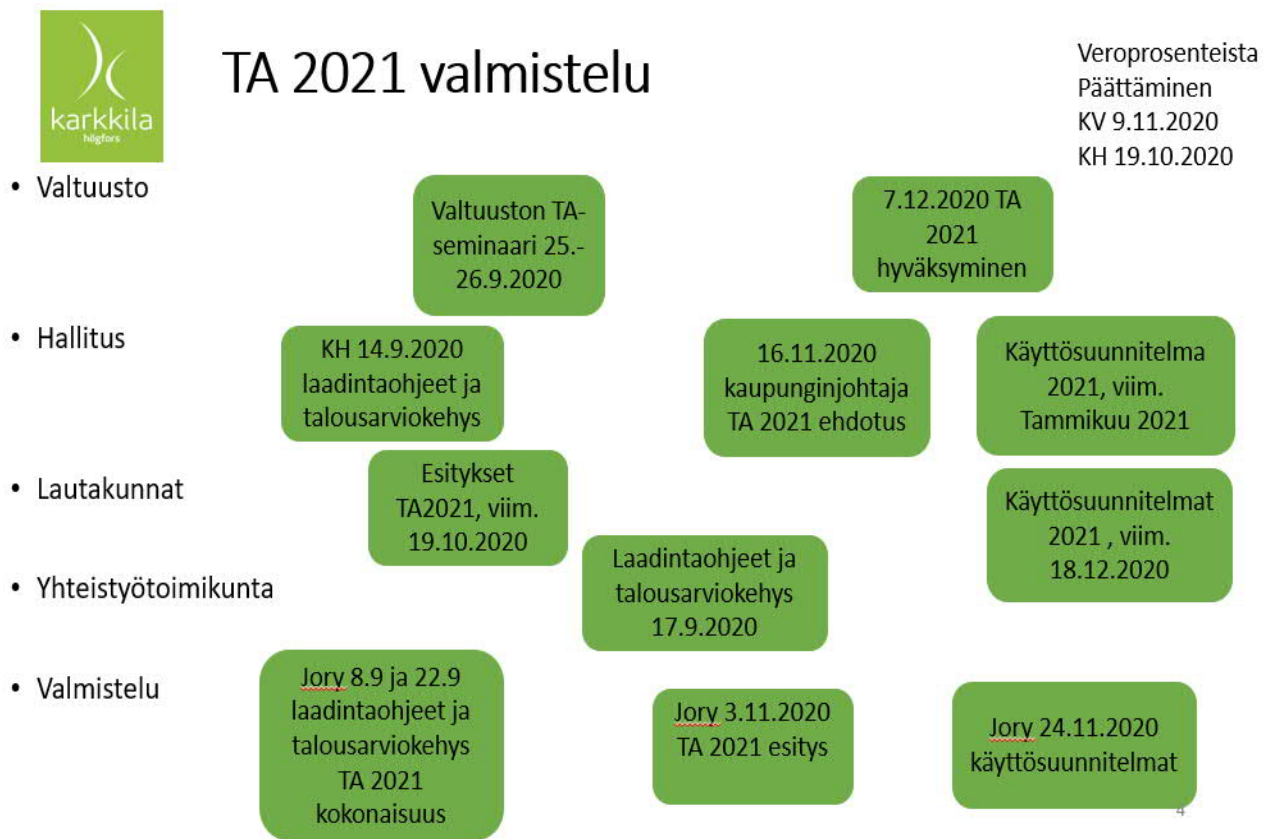 karkkila
högfors
TA 2021 valmistelu
Veroprosenteista
Päättäminen
KV 9.11.2020
KH 19.10.2020
• Valtuusto
Valtuuston TA-
seminaari 25.-
26.9.2020
7.12.2020 TA
2021
hyväksyminen
• Hallitus
KH 14.9.2020
laadintaohjeet ja
talousarviokehys
16.11.2020
kaupunginjohtaja
TA 2021 ehdotus
Käyttösuunnitelma
2021, viim.
Tammikuu 2021
• Lautakunnat
Esitykset
TA2021, viim.
19.10.2020
Käyttösuunnitelmat
2021 , viim.
18.12.2020
• Yhteistyötoimikunta
Laadintaohjeet ja
talousarviokehys
17.9.2020
• Valmistelu
Jory 8.9 ja 22.9
laadintaohjeet ja
talousarviokehys
TA 2021
kokonaisuus
Jory 3.11.2020
TA 2021 esitys
Jory 24.11.2020
käyttösuunnitelmat
4